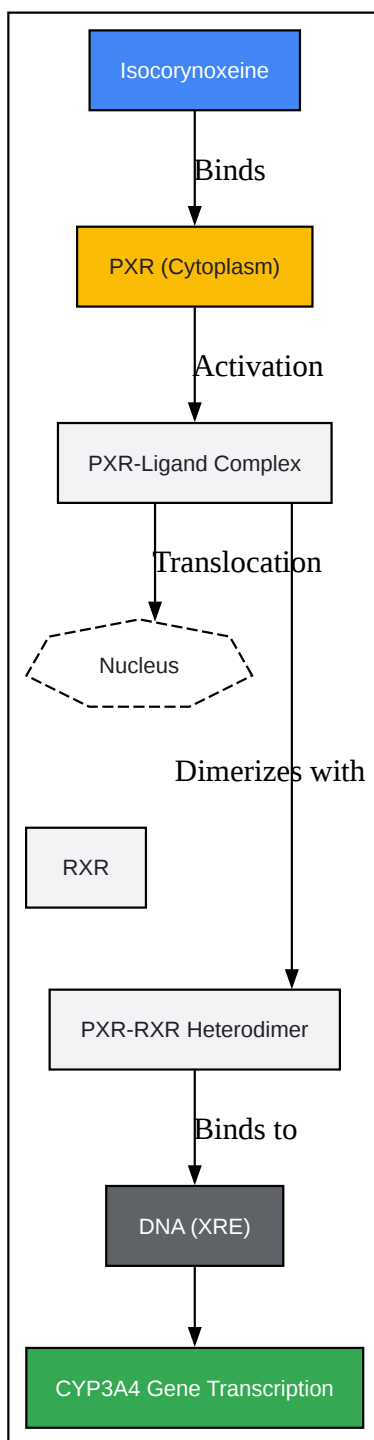 Isocorynoxeine
Binds
PXR (Cytoplasm)
Activation
PXR-Ligand Complex
Translocation
Nucleus
Dimerizes with
RXR
PXR-RXR Heterodimer
Binds to
DNA (XRE)
CYP3A4 Gene Transcription